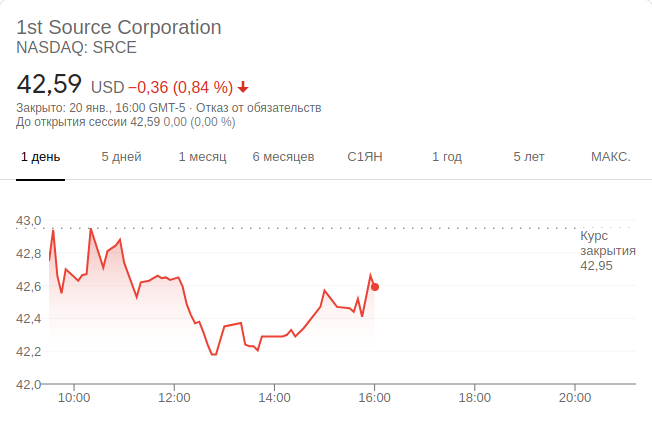 1st Source Corporation
NASDAQ: SRCE
42,59 USD −0,36 (0,84 %)
Закрыто: 20 янв., 16:00 GMT-5 · Отказ от обязательств
До открытия сессии 42,59 0,00 (0,00 %)
1 день 5 дней 1 месяц 6 месяцев С1ЯН 1 год 5 лет МАКС.
43,0
Курс
закрытия
42,95
42,8
42,6
42,4
42,2
42,0
10:00 12:00 14:00 16:00 18:00 20:00